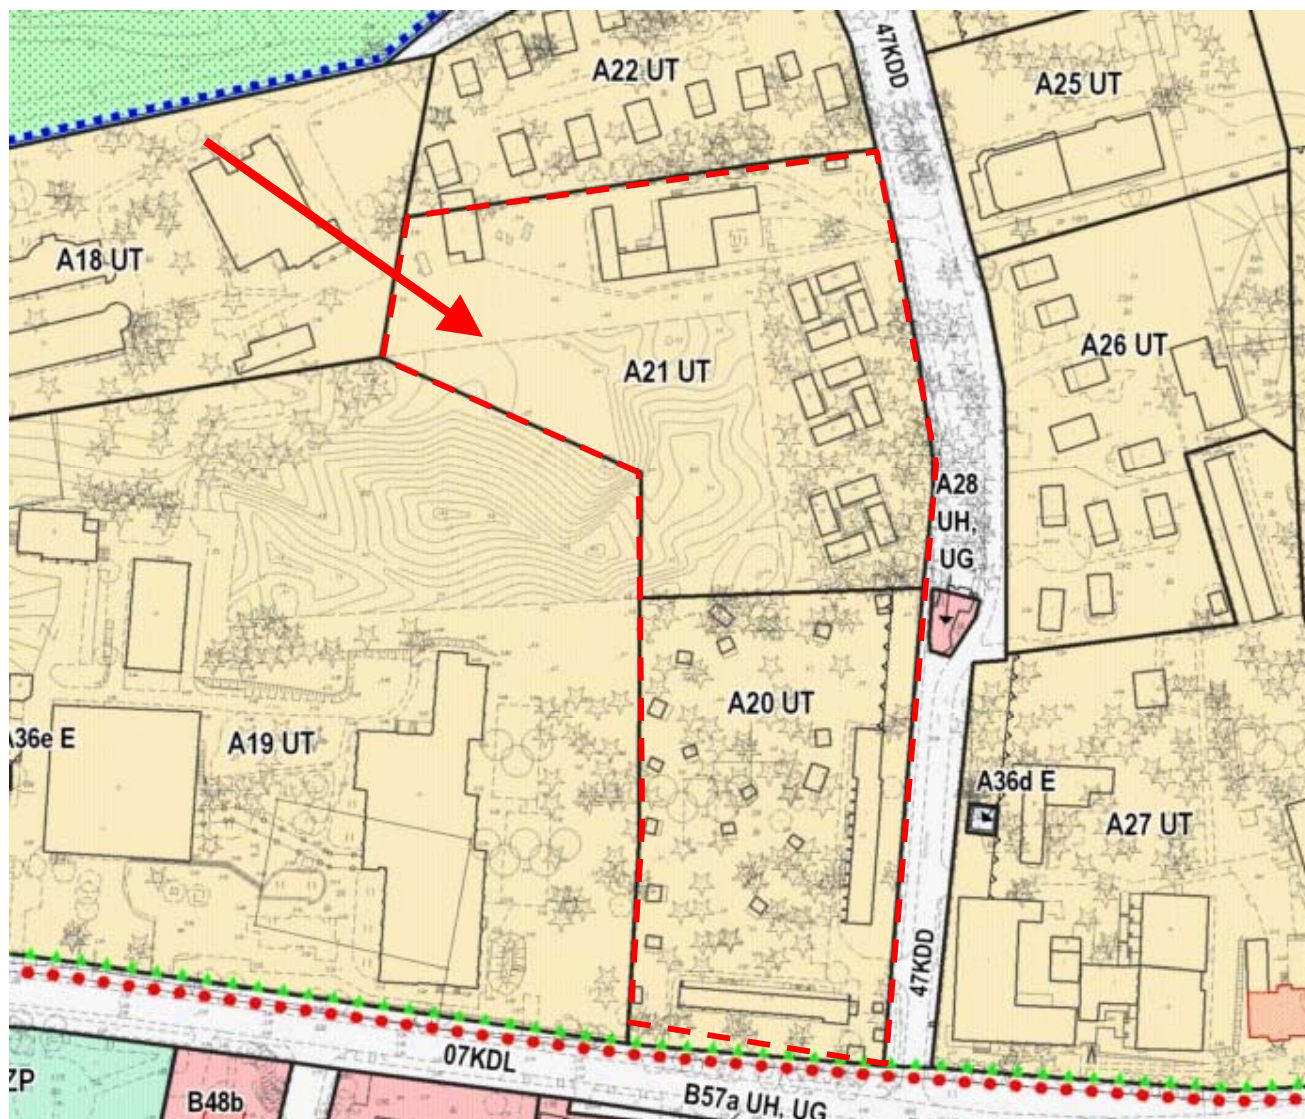 47KDD
A22 UT
A25 UT
A18 UT
A26 UT
A21 UT
A28
UH,
UG
A20 UT
A36e E
A19 UT
A36d E
A27 UT
47KDD
07KDL
ZP
B48b
B57a UH, UG